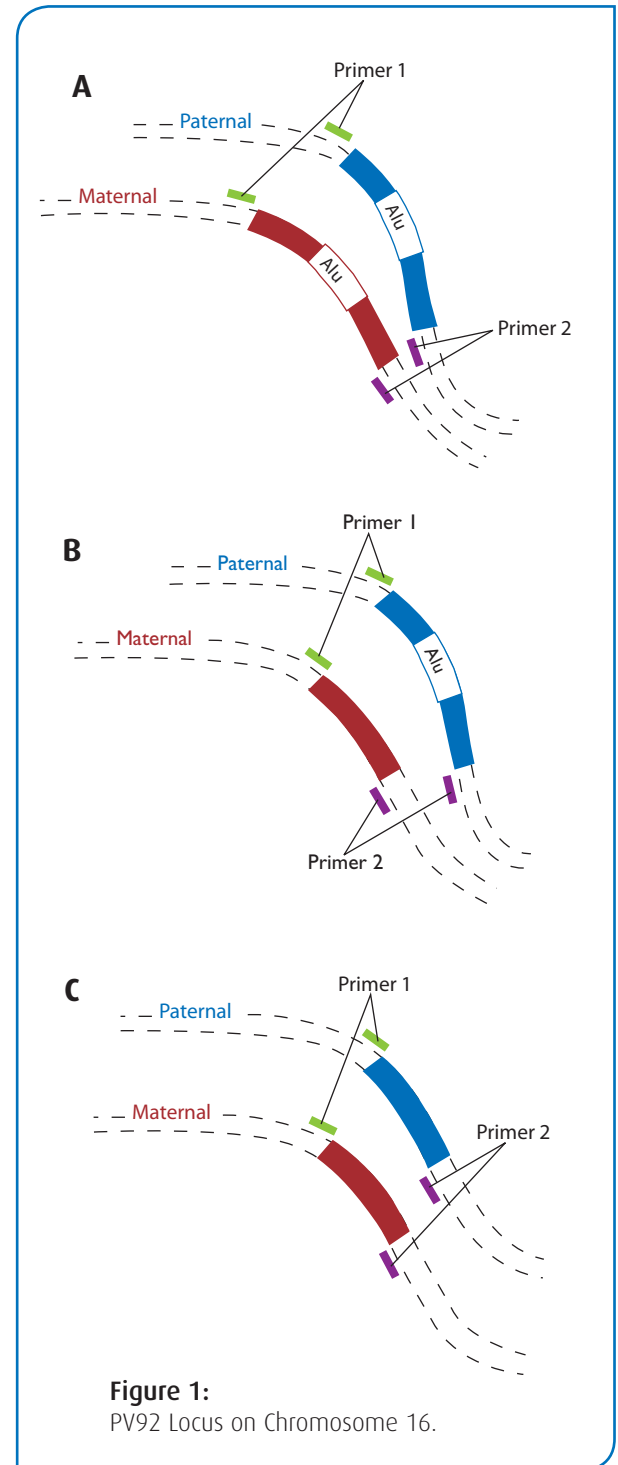 A
Primer 1
Paternal
Maternal
Alu
Alu
Primer 2
B
Primer 1
Paternal
Maternal
Alu
Primer 2
C
Primer 1
Paternal
Maternal
Primer 2
Figure 1:
PV92 Locus on Chromosome 16.